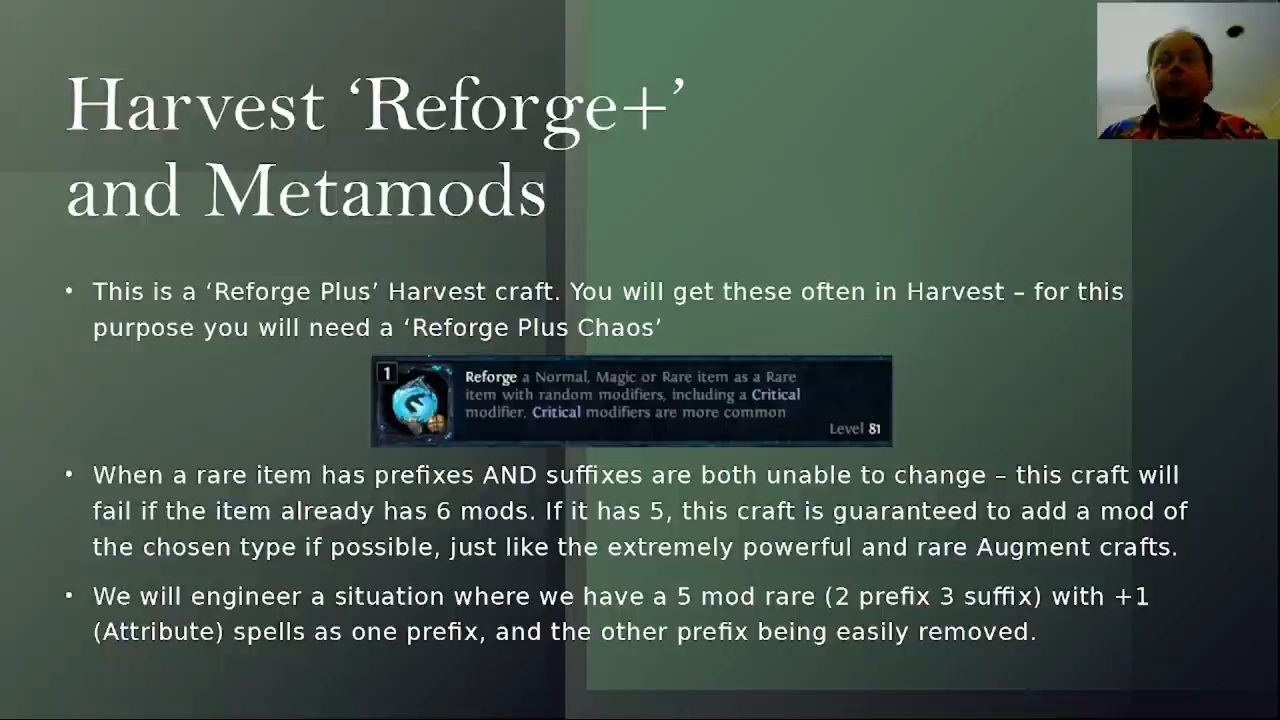 Harvest ‘Reforge+’
and Metamods
• This is a ‘Reforge Plus’ Harvest craft. You will get these often in Harvest – for this
purpose you will need a ‘Reforge Plus Chaos’
1
Reforge a Normal, Magic or Rare item as a Rare
item with random modifiers, including a Critical
modifier. Critical modifiers are more common
Level 81
• When a rare item has prefixes AND suffixes are both unable to change – this craft will
fail if the item already has 6 mods. If it has 5, this craft is guaranteed to add a mod of
the chosen type if possible, just like the extremely powerful and rare Augment crafts.
• We will engineer a situation where we have a 5 mod rare (2 prefix 3 suffix) with +1
(Attribute) spells as one prefix, and the other prefix being easily removed.